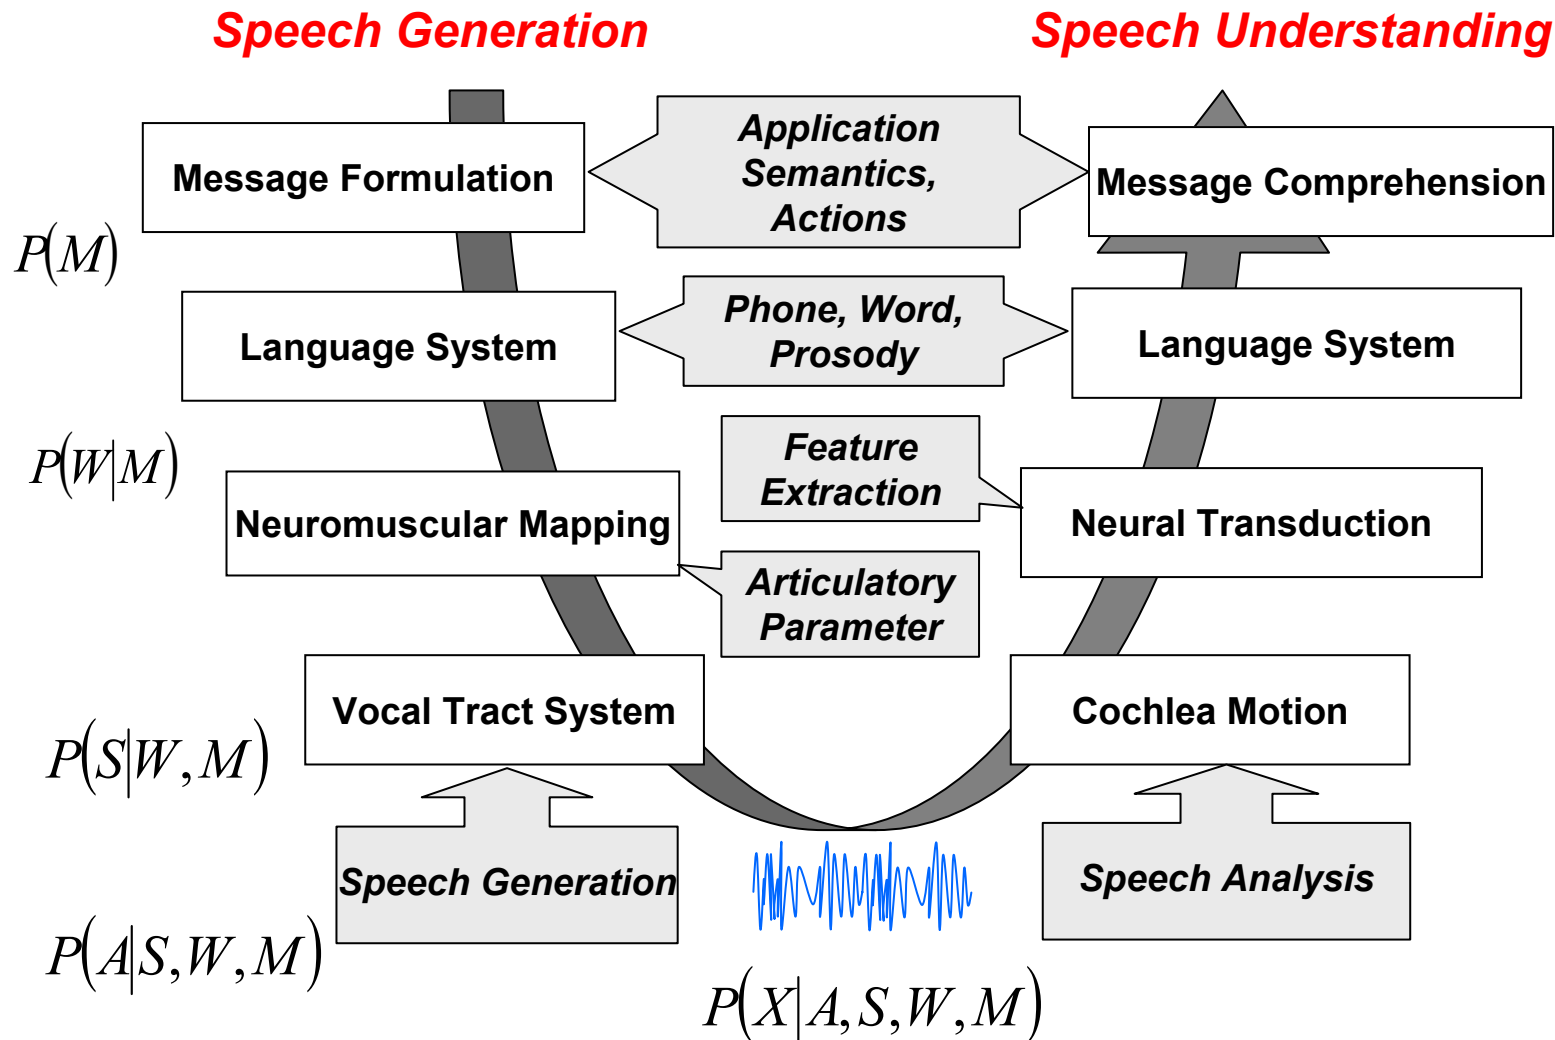 Speech Generation
Speech Understanding
Application
Semantics,
Actions
Message Formulation
Message Comprehension
P(M)
Phone, Word,
Prosody
Language System
Language System
P(W|M)
Feature
Extraction
Neuromuscular Mapping
Neural Transduction
Articulatory
Parameter
Vocal Tract System
Cochlea Motion
P(S|W,M)
Speech Generation
Speech Analysis
P(A|S,W,M)
P(X|A,S,W,M)